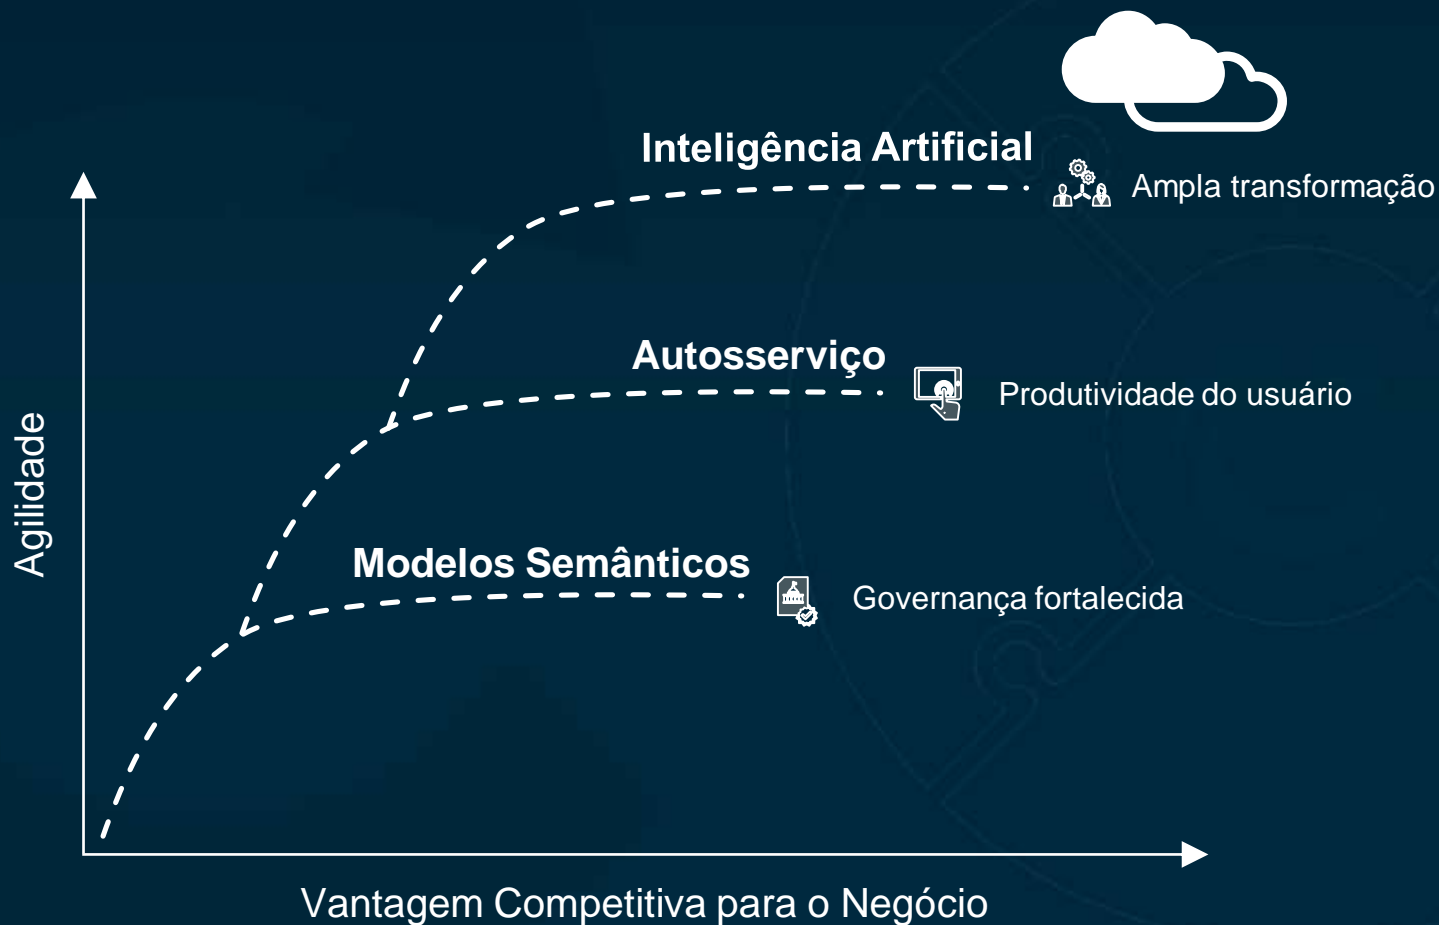 Inteligência Artificial
Ampla transformação
Autosserviço
Produtividade do usuário
Modelos Semânticos
Governança fortalecida
Agilidade
Vantagem Competitiva para o Negócio